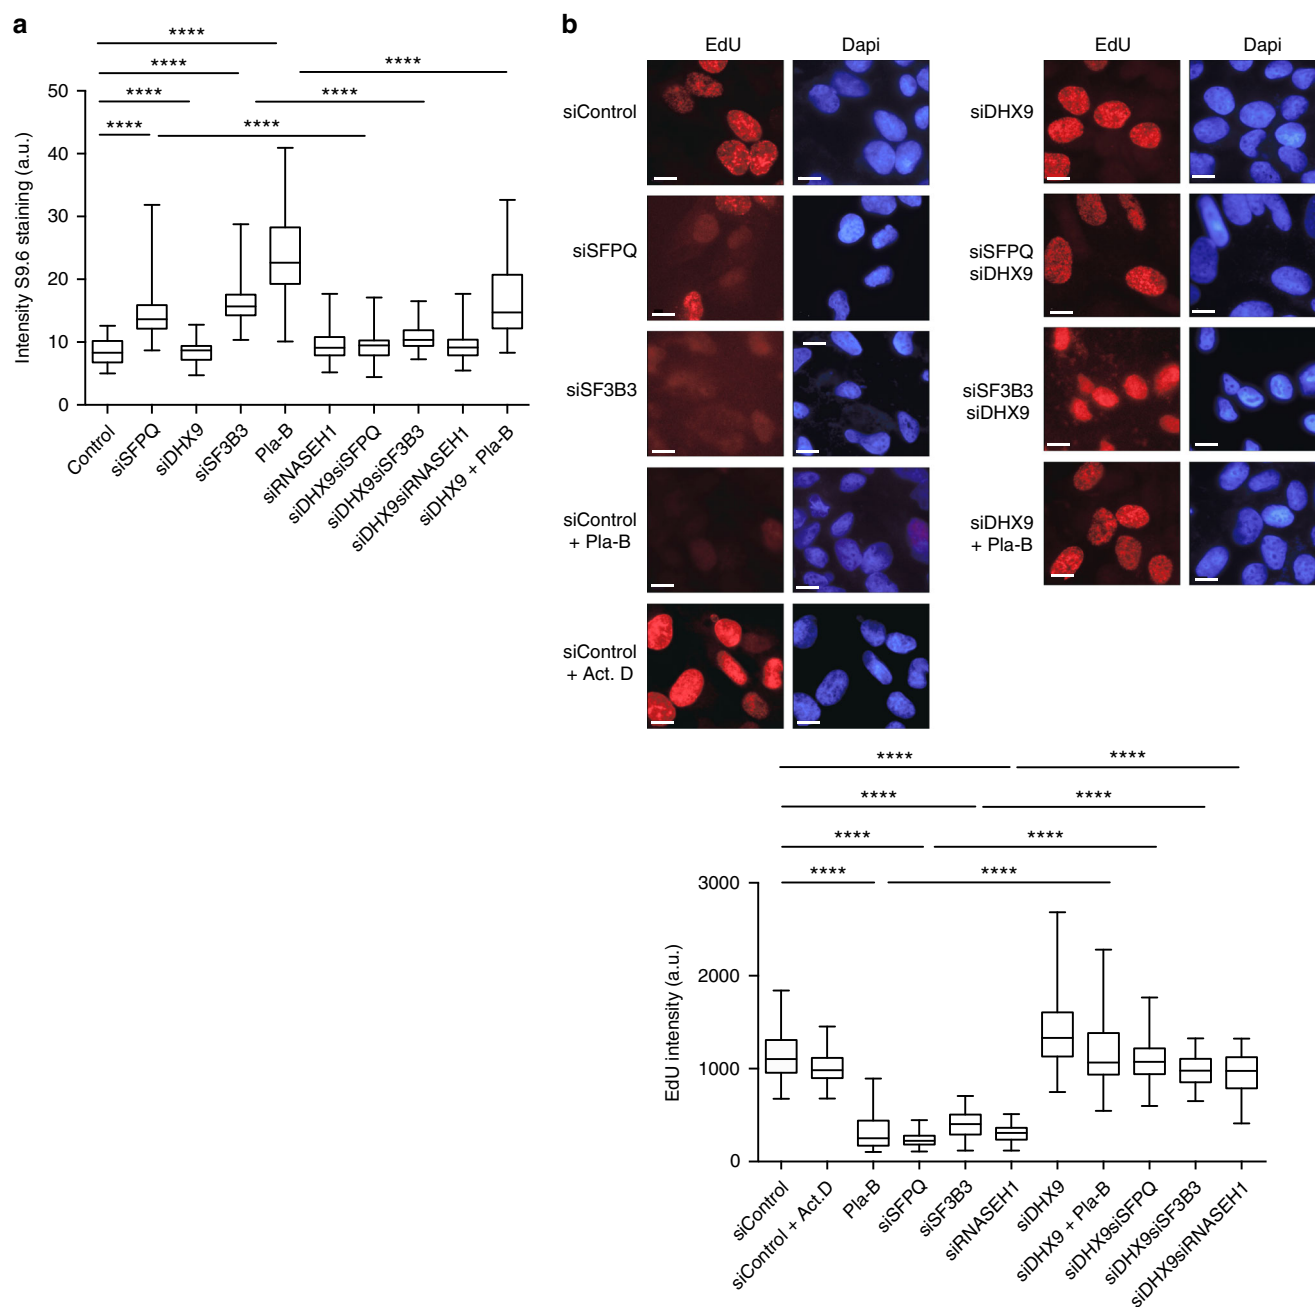 a
****
****
****
****
****
****
****
50
40
30
20
10
0
Intensity S9.6 staining (a.u.)
Control
siSFPQ
siDHX9
siSF3B3
Pla-B
siRNASEH1
siDHX9siSFPQ
siDHX9siSF3B3
siDHX9siRNASEH1
siDHX9 + Pla-B
b
EdU
Dapi
siControl
siSFPQ
siSF3B3
siControl
+ Pla-B
siControl
+ Act. D
EdU
Dapi
siDHX9
siSFPQ
siDHX9
siSF3B3
siDHX9
siDHX9
+ Pla-B
****
****
****
****
****
****
****
****
3000
2000
1000
0
EdU intensity (a.u.)
siControl
siControl + Act.D
Pla-B
siSFPQ
siSF3B3
siRNASEH1
siDHX9
siDHX9 + Pla-B
siDHX9siSFPQ
siDHX9siSF3B3
siDHX9siRNASEH1